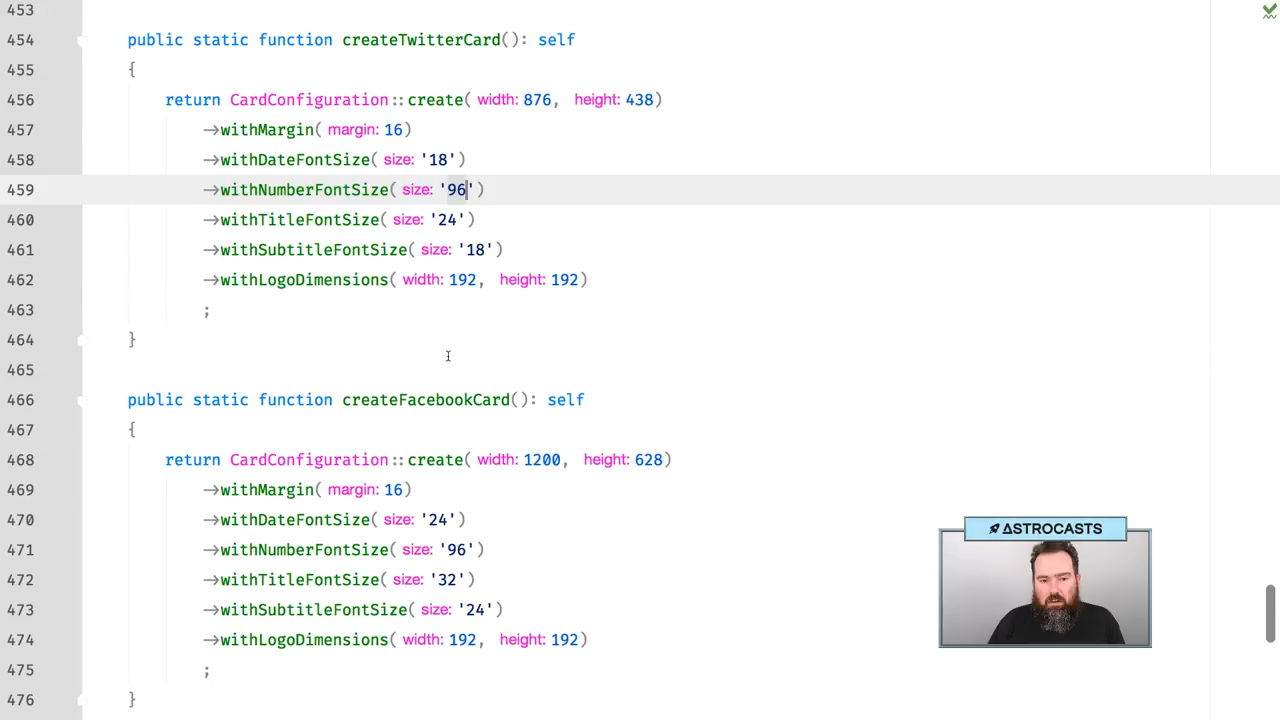 453
454 public static function createTwitterCard(): self
455 {
456 return CardConfiguration::create( width: 876, height: 438)
457 →withMargin( margin: 16)
458 →withDateFontSize( size: '18')
459 →withNumberFontSize( size: '96')
460 →withTitleFontSize( size: '24')
461 →withSubtitleFontSize( size: '18')
462 →withLogoDimensions( width: 192, height: 192)
463 ;
464 }
465
466 public static function createFacebookCard(): self
467 {
468 return CardConfiguration::create( width: 1200, height: 628)
469 →withMargin( margin: 16)
470 →withDateFontSize( size: '24')
471 →withNumberFontSize( size: '96')
472 →withTitleFontSize( size: '32')
473 →withSubtitleFontSize( size: '24')
474 →withLogoDimensions( width: 192, height: 192)
475 ;
476 }
ΔSTROCASTS